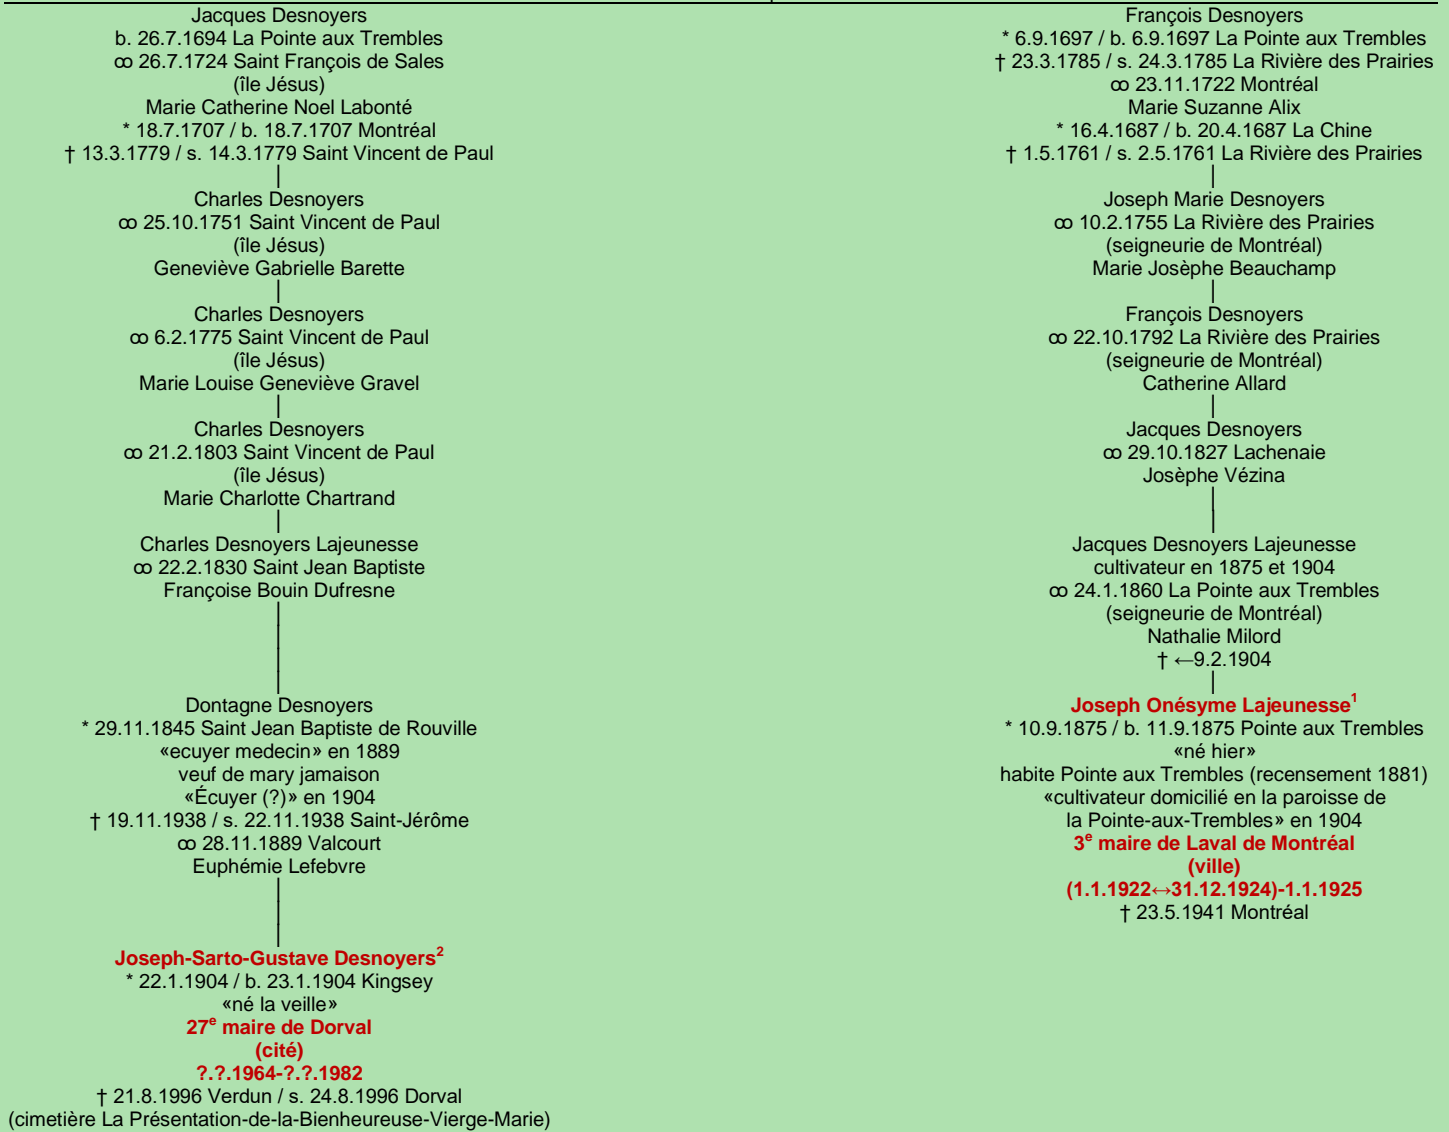 Jacques Desnoyers
b. 26.7.1694 La Pointe aux Trembles
ꝏ 26.7.1724 Saint François de Sales
(île Jésus)
Marie Catherine Noel Labonté
* 18.7.1707 / b. 18.7.1707 Montréal
† 13.3.1779 / s. 14.3.1779 Saint Vincent de Paul
Charles Desnoyers
ꝏ 25.10.1751 Saint Vincent de Paul
(île Jésus)
Geneviève Gabrielle Barette
Charles Desnoyers
ꝏ 6.2.1775 Saint Vincent de Paul
(île Jésus)
Marie Louise Geneviève Gravel
Charles Desnoyers
ꝏ 21.2.1803 Saint Vincent de Paul
(île Jésus)
Marie Charlotte Chartrand
Charles Desnoyers Lajeunesse
ꝏ 22.2.1830 Saint Jean Baptiste
Françoise Bouin Dufresne
Dontagne Desnoyers
* 29.11.1845 Saint Jean Baptiste de Rouville
«ecuyer medecin» en 1889
veuf de mary jamaison
«Écuyer (?)» en 1904
† 19.11.1938 / s. 22.11.1938 Saint-Jérôme
ꝏ 28.11.1889 Valcourt
Euphémie Lefebvre
Joseph-Sarto-Gustave Desnoyers²
* 22.1.1904 / b. 23.1.1904 Kingsey
«né la veille»
27e maire de Dorval
(cité)
?.?.1964-?.?.1982
† 21.8.1996 Verdun / s. 24.8.1996 Dorval
(cimetière La Présentation-de-la-Bienheureuse-Vierge-Marie)
François Desnoyers
* 6.9.1697 / b. 6.9.1697 La Pointe aux Trembles
† 23.3.1785 / s. 24.3.1785 La Rivière des Prairies
ꝏ 23.11.1722 Montréal
Marie Suzanne Alix
* 16.4.1687 / b. 20.4.1687 La Chine
† 1.5.1761 / s. 2.5.1761 La Rivière des Prairies
Joseph Marie Desnoyers
ꝏ 10.2.1755 La Rivière des Prairies
(seigneurie de Montréal)
Marie Josèphe Beauchamp
François Desnoyers
ꝏ 22.10.1792 La Rivière des Prairies
(seigneurie de Montréal)
Catherine Allard
Jacques Desnoyers
ꝏ 29.10.1827 Lachenaie
Josèphe Vézina
Jacques Desnoyers Lajeunesse
cultivateur en 1875 et 1904
ꝏ 24.1.1860 La Pointe aux Trembles
(seigneurie de Montréal)
Nathalie Milord
† ←9.2.1904
Joseph Onésyme Lajeunesse¹
* 10.9.1875 / b. 11.9.1875 Pointe aux Trembles
«né hier»
habite Pointe aux Trembles (recensement 1881)
«cultivateur domicilié en la paroisse de
la Pointe-aux-Trembles» en 1904
3e maire de Laval de Montréal
(ville)
(1.1.1922↔31.12.1924)-1.1.1925
† 23.5.1941 Montréal